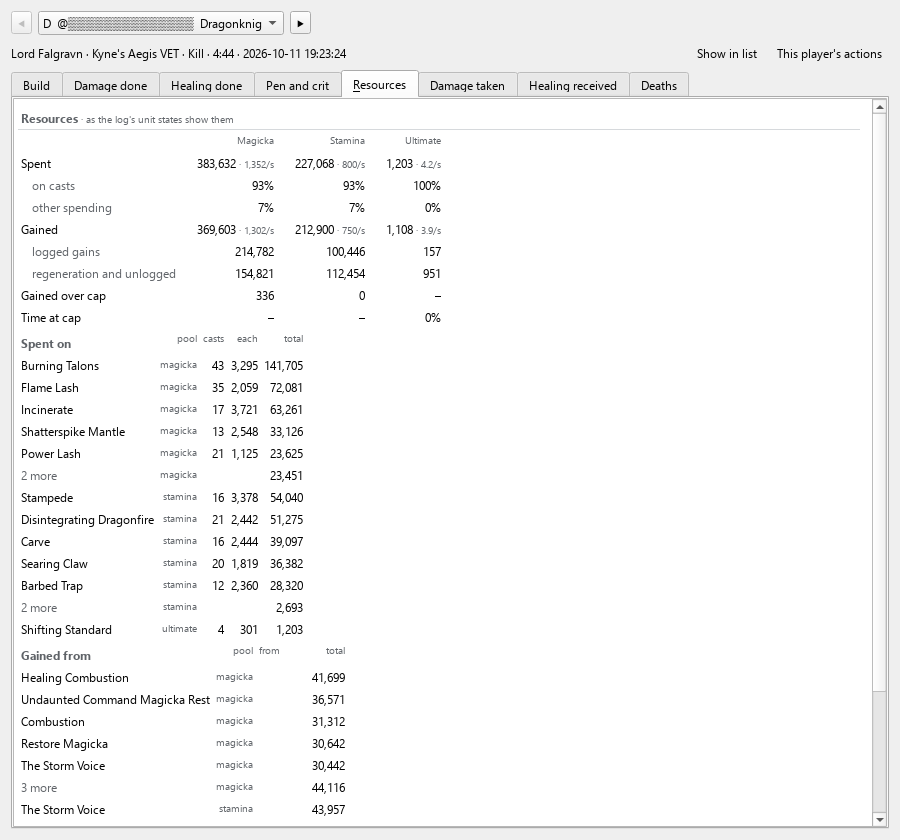 D @ Dragonknig
Lord Falgravn · Kyne's Aegis VET · Kill · 4:44 · 2026-10-11 19:23:24 Show in list This player's actions
Build Damage done Healing done Pen and crit Resources Damage taken Healing received Deaths
Resources · as the log's unit states show them
Magicka Stamina Ultimate
Spent 383,632 · 1,352/s 227,068 · 800/s 1,203 · 4.2/s
on casts 93% 93% 100%
other spending 7% 7% 0%
Gained 369,603 · 1,302/s 212,900 · 750/s 1,108 · 3.9/s
logged gains 214,782 100,446 157
regeneration and unlogged 154,821 112,454 951
Gained over cap 336 0 –
Time at cap – – 0%
Spent on pool casts each total
Burning Talons magicka 43 3,295 141,705
Flame Lash magicka 35 2,059 72,081
Incinerate magicka 17 3,721 63,261
Shatterspike Mantle magicka 13 2,548 33,126
Power Lash magicka 21 1,125 23,625
2 more magicka 23,451
Stampede stamina 16 3,378 54,040
Disintegrating Dragonfire stamina 21 2,442 51,275
Carve stamina 16 2,444 39,097
Searing Claw stamina 20 1,819 36,382
Barbed Trap stamina 12 2,360 28,320
2 more stamina 2,693
Shifting Standard ultimate 4 301 1,203
Gained from pool from total
Healing Combustion magicka 41,699
Undaunted Command Magicka Rest magicka 36,571
Combustion magicka 31,312
Restore Magicka magicka 30,642
The Storm Voice magicka 30,442
3 more magicka 44,116
The Storm Voice stamina 43,957